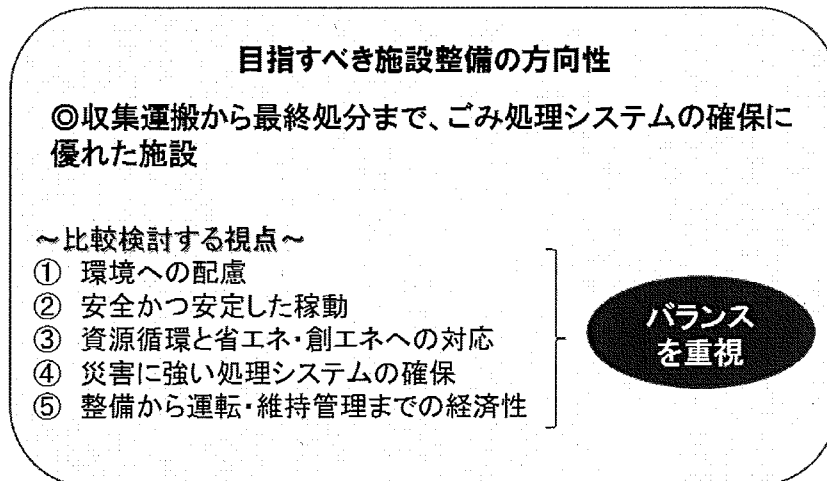 目指すべき施設整備の方向性
◎収集運搬から最終処分まで、ごみ処理システムの確保に
優れた施設
～比較検討する視点～
① 環境への配慮
② 安全かつ安定した稼動
③ 資源循環と省エネ・創エネへの対応
④ 災害に強い処理システムの確保
⑤ 整備から運転・維持管理までの経済性
バランス
を重視